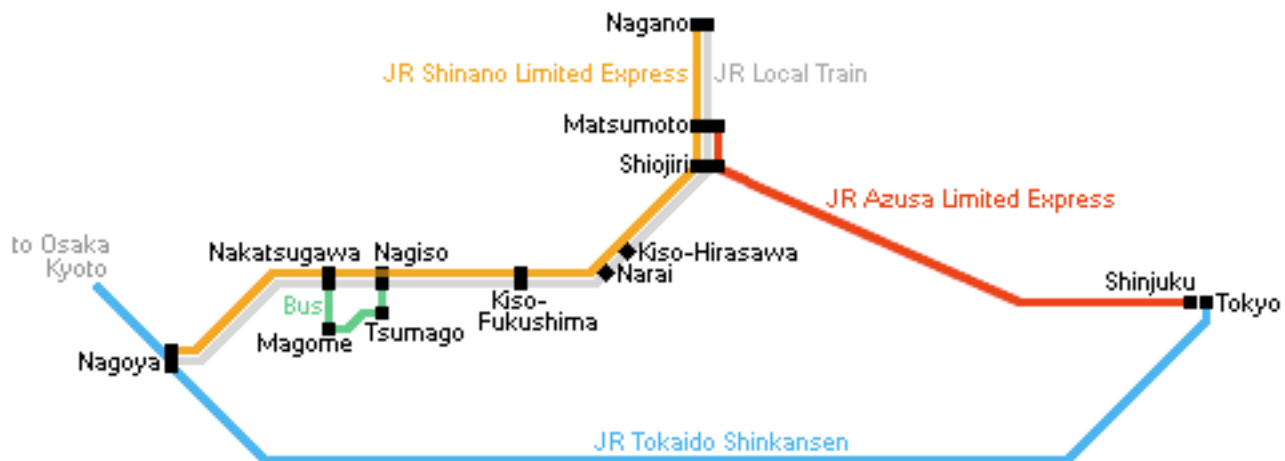 Nagano
JR Shinano Limited Express
JR Local Train
Matsumoto
Shiojiri
JR Azusa Limited Express
to Osaka
Kyoto
Nakatsugawa
Nagiso
Kiso-Hirasawa
Narai
Shinjuku
Tokyo
Bus
Kiso-
Fukushima
Magome
Tsumago
Nagoya
JR Tokaido Shinkansen